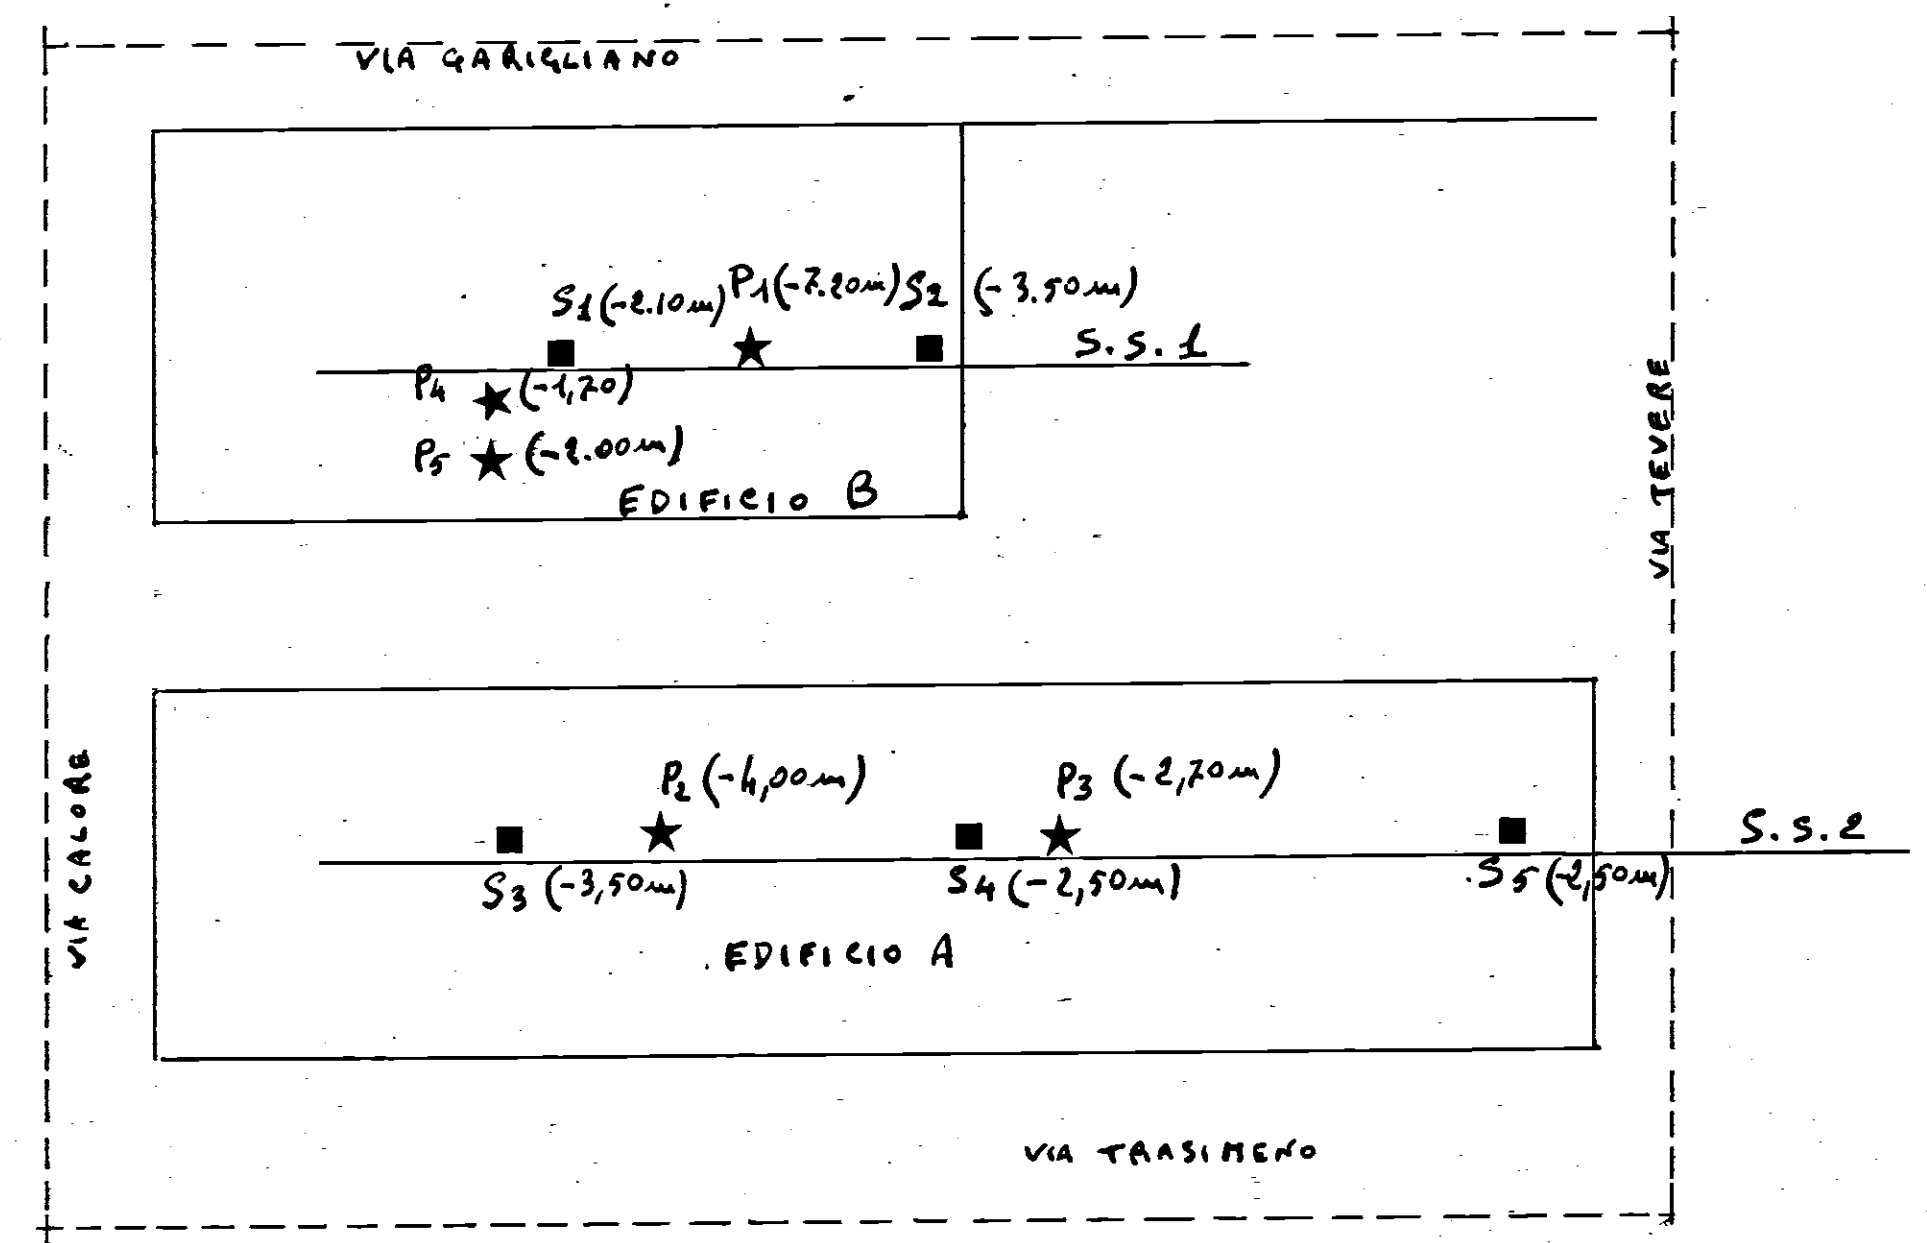 VIA GARIGLIANO
S1 (-2.10m) P1 (-7.20m) S2 (-3.50m)
S.S.1
P4 (-1,70)
P5 (-2.00m)
EDIFICIO B
VIA TEVERE
VIA CALORE
P2 (-4,00m) P3 (-2,70m)
S.S.2
S3 (-3,50m) S4 (-2,50m) S5 (-2,50m)
EDIFICIO A
VIA TRASIMENO